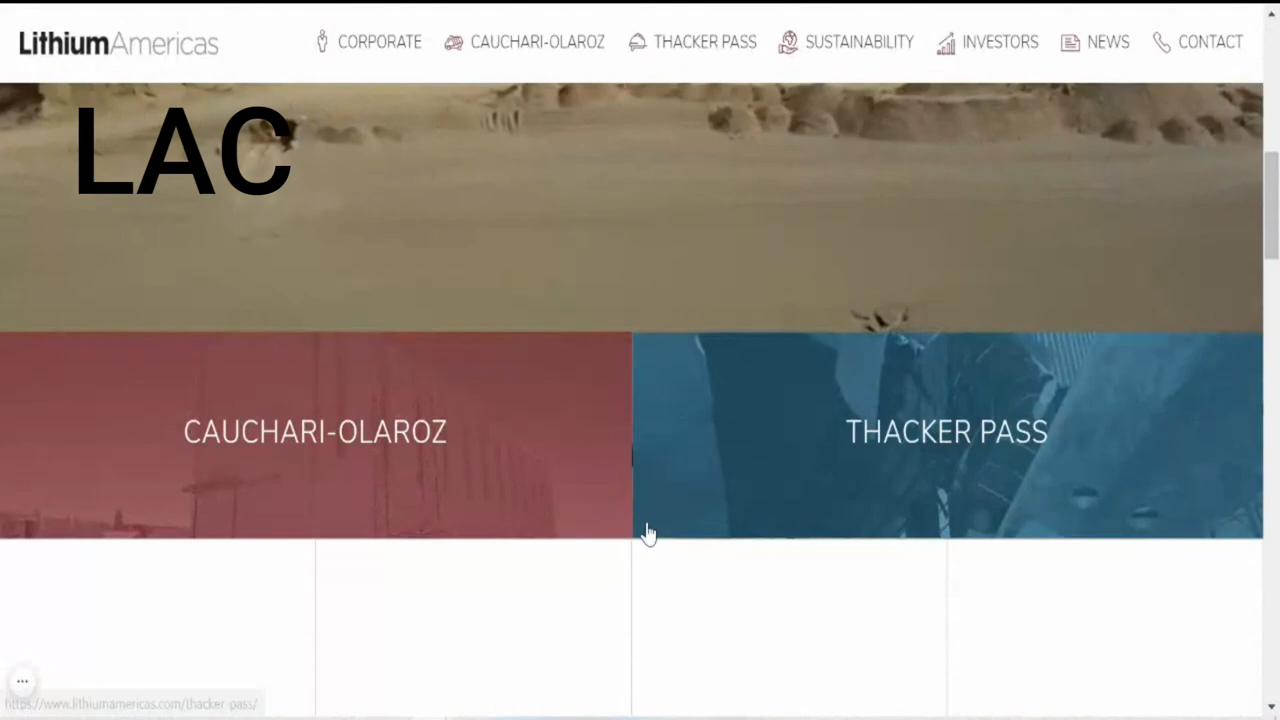 LithiumAmericas CORPORATE CAUCHARI-OLAROZ THACKER PASS SUSTAINABILITY INVESTORS NEWS CONTACT
LAC
CAUCHARI-OLAROZ THACKER PASS
https://www.lithiumamericas.com/thacker-pass/